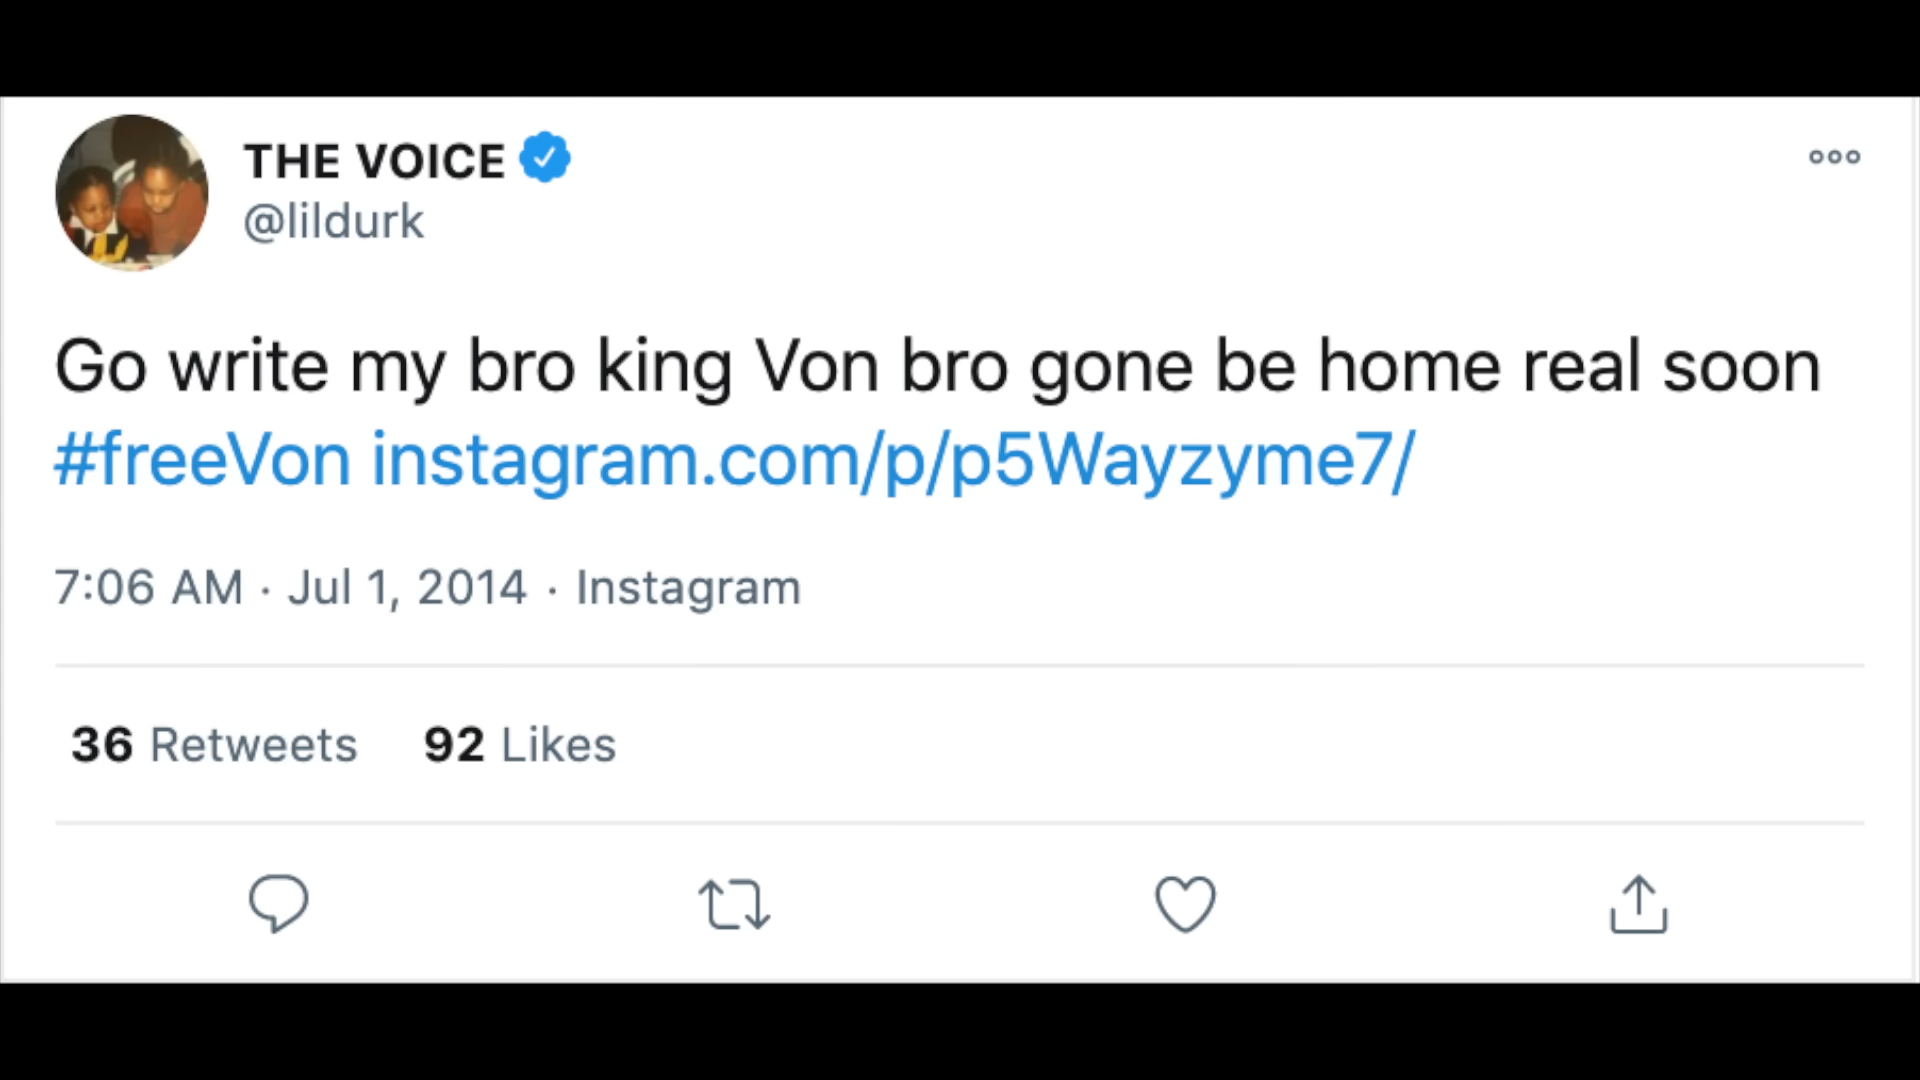 THE VOICE
@lildurk
Go write my bro king Von bro gone be home real soon
#freeVon instagram.com/p/p5Wayzyme7/
7:06 AM · Jul 1, 2014 · Instagram
36 Retweets 92 Likes